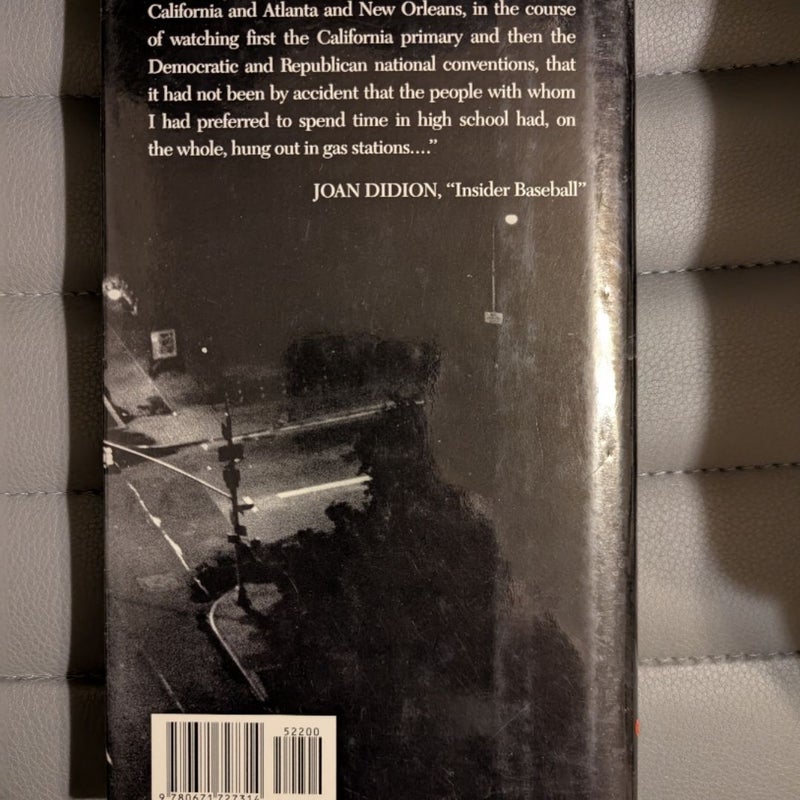 California and Atlanta and New Orleans, in the course
of watching first the California primary and then the
Democratic and Republican national conventions, that
it had not been by accident that the people with whom
I had preferred to spend time in high school had, on
the whole, hung out in gas stations....”
JOAN DIDION, “Insider Baseball”
52200
9 780671 727314